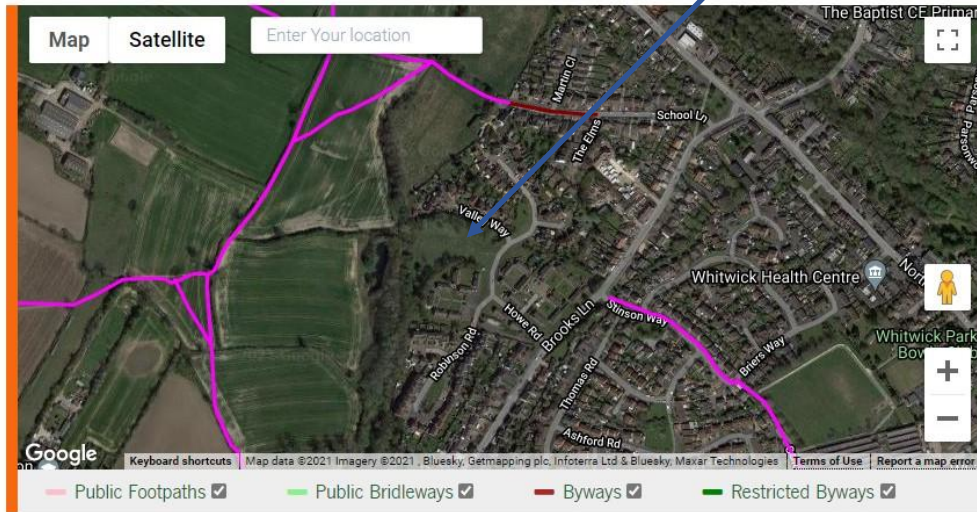 The Baptist CE Primar
Map Satellite
Enter Your location
Martin Cl
School Ln
The Elms
Parsonwo
Valley Way
Whitwick Health Centre
North
Howe Rd
Brooks Ln
Stinson Way
Robinson Rd
Briers Way
Whitwick Park
Thomas Rd
Ashford Rd
Google
Keyboard shortcuts
Map data ©2021 Imagery ©2021 , Bluesky, Getmapping plc, Infoterra Ltd & Bluesky, Maxar Technologies
Terms of Use
Report a map error
Public Footpaths
Public Bridleways
Byways
Restricted Byways